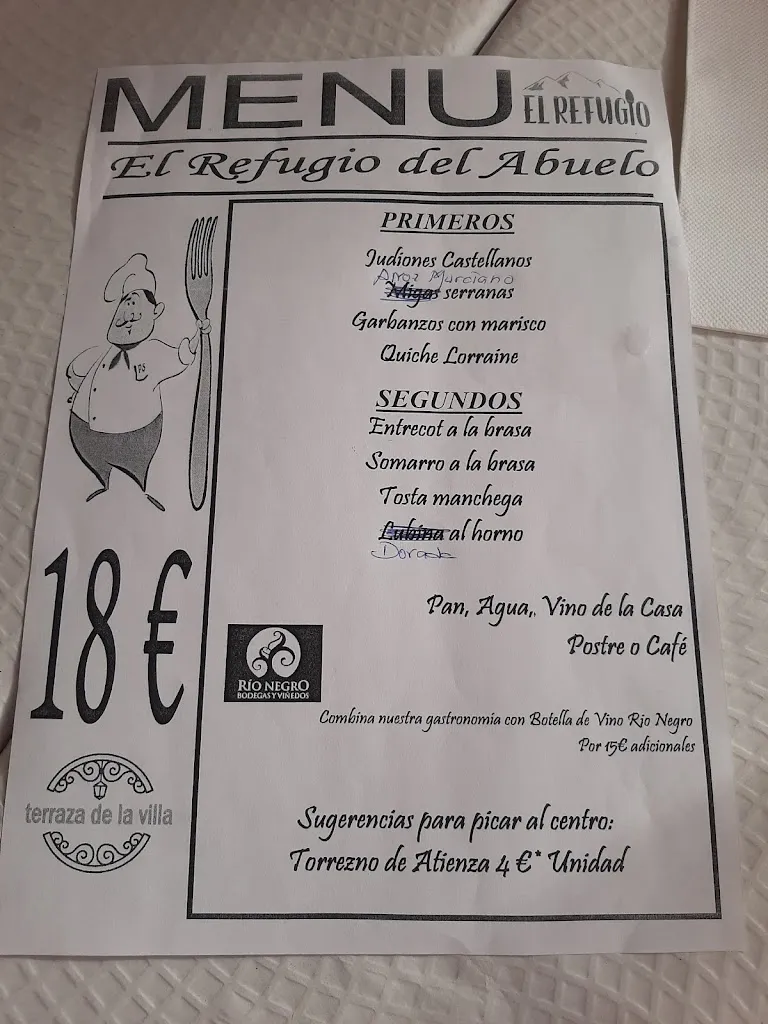 MENU
EL REFUGIO
El Refugio del Abuelo
PRIMEROS
Judiones Castellanos
Arroz Murciano
Migas serranas
Garbanzos con marisco
Quiche Lorraine
SEGUNDOS
Entrecot a la brasa
Somarro a la brasa
Tosta manchega
Lubina al horno
Dorada
18 €
Pan, Agua,. Vino de la Casa
Postre o Café
RÍO NEGRO
BODEGAS Y VIÑEDOS
Combina nuestra gastronomía con Botella de Vino Rio Negro
Por 15€ adicionales
terraza de la villa
Sugerencias para picar al centro:
Torrezno de Atienza 4 €* Unidad